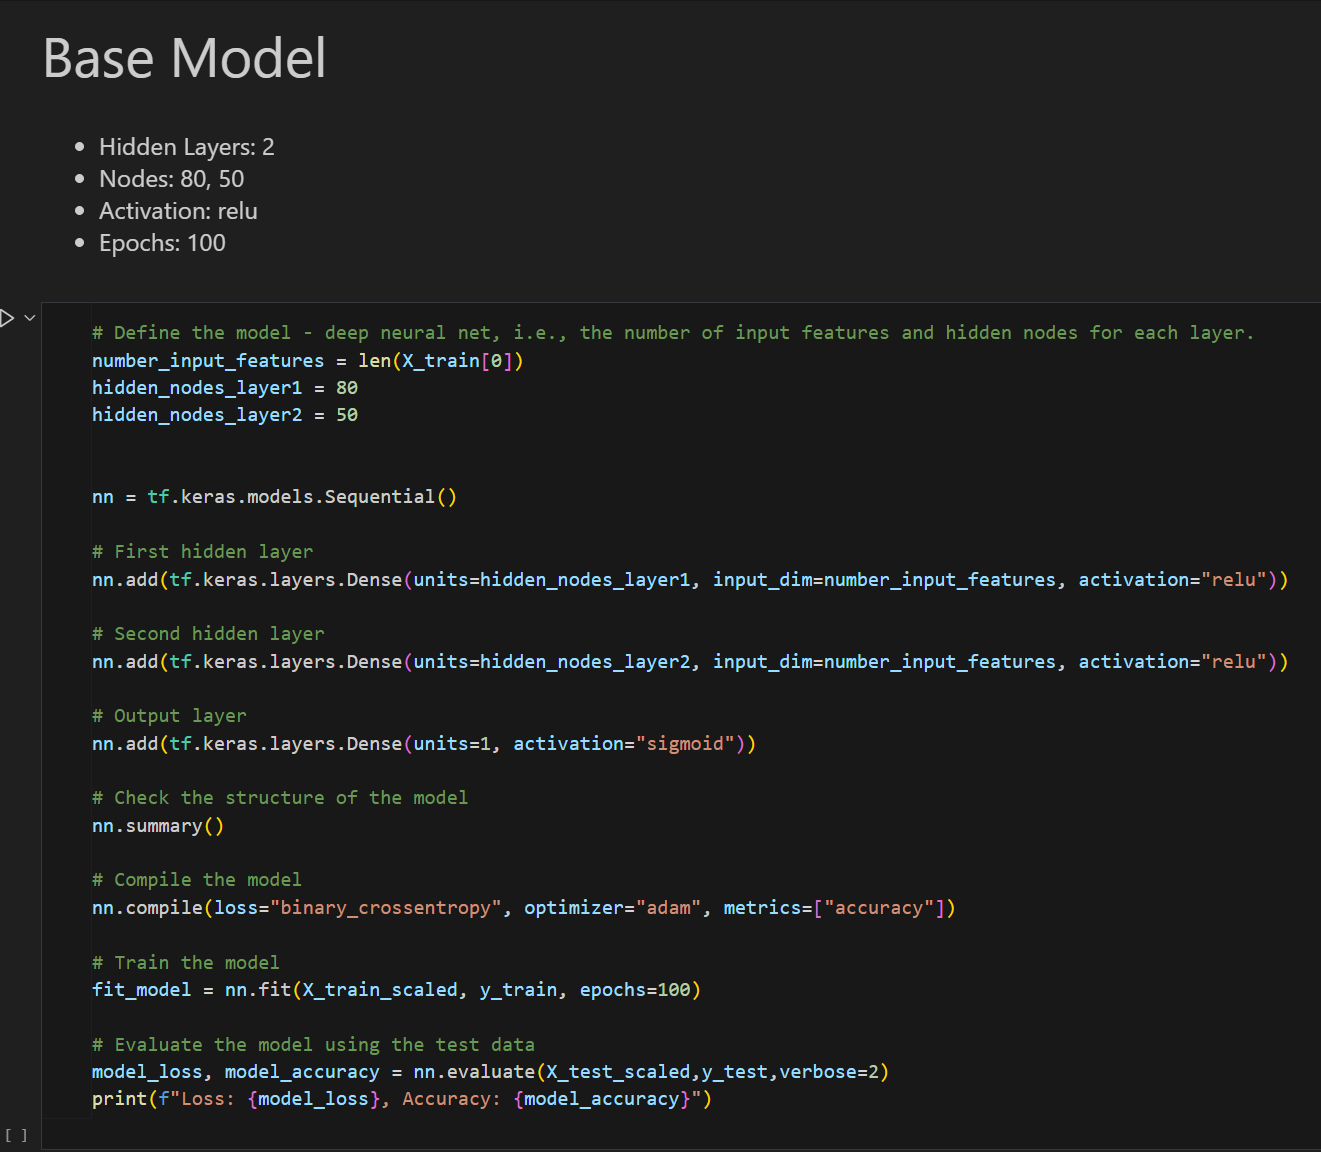 Base Model
Hidden Layers: 2
Nodes: 80, 50
Activation: relu
Epochs: 100
# Define the model - deep neural net, i.e., the number of input features and hidden nodes for each layer.
number_input_features = len(X_train[0])
hidden_nodes_layer1 = 80
hidden_nodes_layer2 = 50
nn = tf.keras.models.Sequential()
# First hidden layer
nn.add(tf.keras.layers.Dense(units=hidden_nodes_layer1, input_dim=number_input_features, activation="relu"))
# Second hidden layer
nn.add(tf.keras.layers.Dense(units=hidden_nodes_layer2, input_dim=number_input_features, activation="relu"))
# Output layer
nn.add(tf.keras.layers.Dense(units=1, activation="sigmoid"))
# Check the structure of the model
nn.summary()
# Compile the model
nn.compile(loss="binary_crossentropy", optimizer="adam", metrics=["accuracy"])
# Train the model
fit_model = nn.fit(X_train_scaled, y_train, epochs=100)
# Evaluate the model using the test data
model_loss, model_accuracy = nn.evaluate(X_test_scaled,y_test,verbose=2)
print(f"Loss: {model_loss}, Accuracy: {model_accuracy}")
[ ]